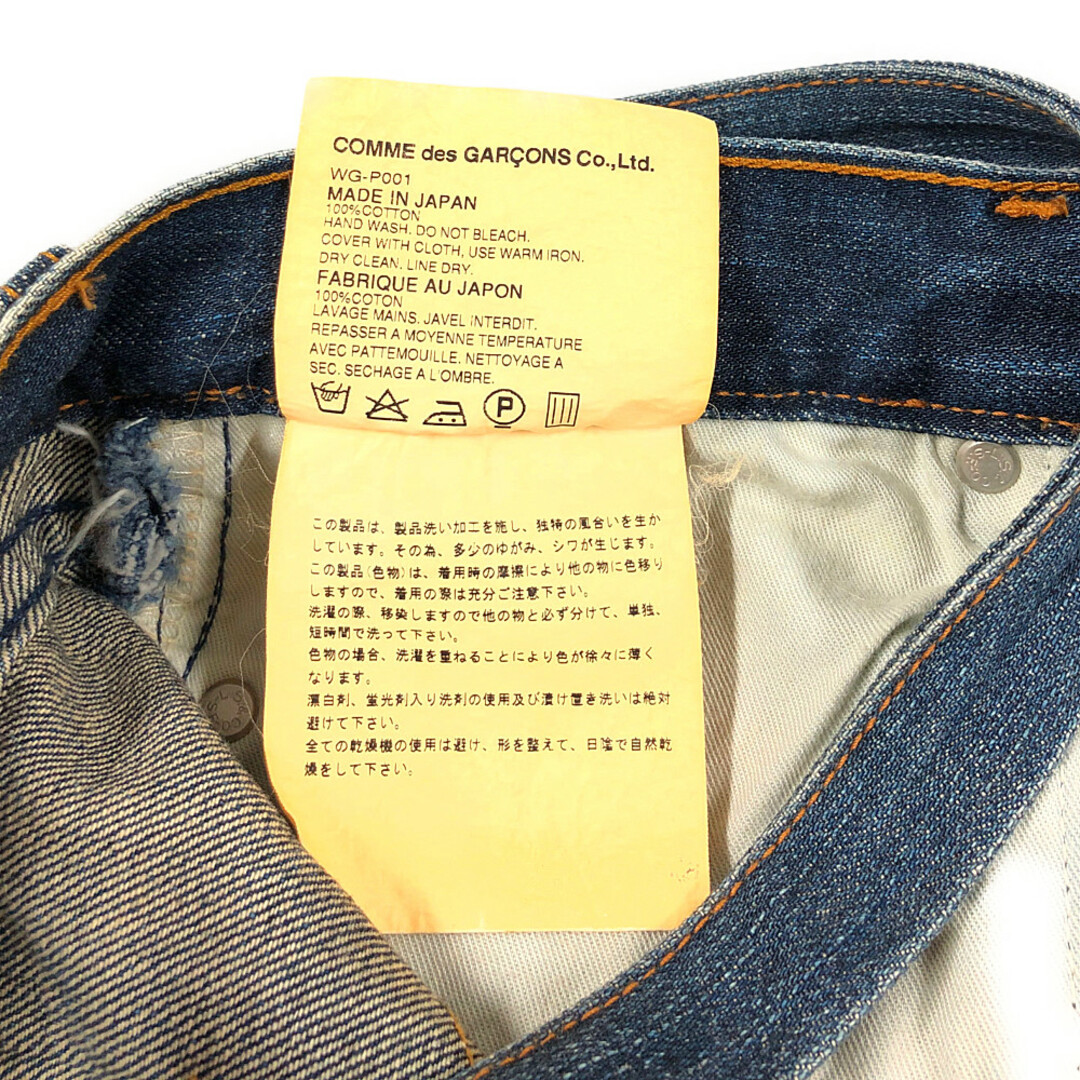 COMME des GARÇONS Co.,Ltd.
WG-P001
MADE IN JAPAN
100%COTTON
HAND WASH. DO NOT BLEACH.
COVER WITH CLOTH, USE WARM IRON.
DRY CLEAN. LINE DRY.
FABRIQUE AU JAPON
100%COTON
LAVAGE MAINS. JAVEL INTERDIT.
REPASSER A MOYENNE TEMPERATURE
AVEC PATTEMOUILLE. NETTOYAGE A
SEC. SECHAGE A L'OMBRE.
P
この製品は、製品洗い加工を施し、独特の風合いを生か
しています。その為、多少のゆがみ、シワが生じます。
この製品(色物)は、着用時の摩擦により他の物に色移り
しますので、着用の際は充分ご注意下さい。
洗濯の際、移染しますので他の物と必ず分けて、単独、
短時間で洗って下さい。
色物の場合、洗濯を重ねることにより色が徐々に薄く
なります。
漂白剤、蛍光剤入り洗剤の使用及び漬け置き洗いは絶対
避けて下さい。
全ての乾燥機の使用は避け、形を整えて、日陰で自然乾
燥をして下さい。